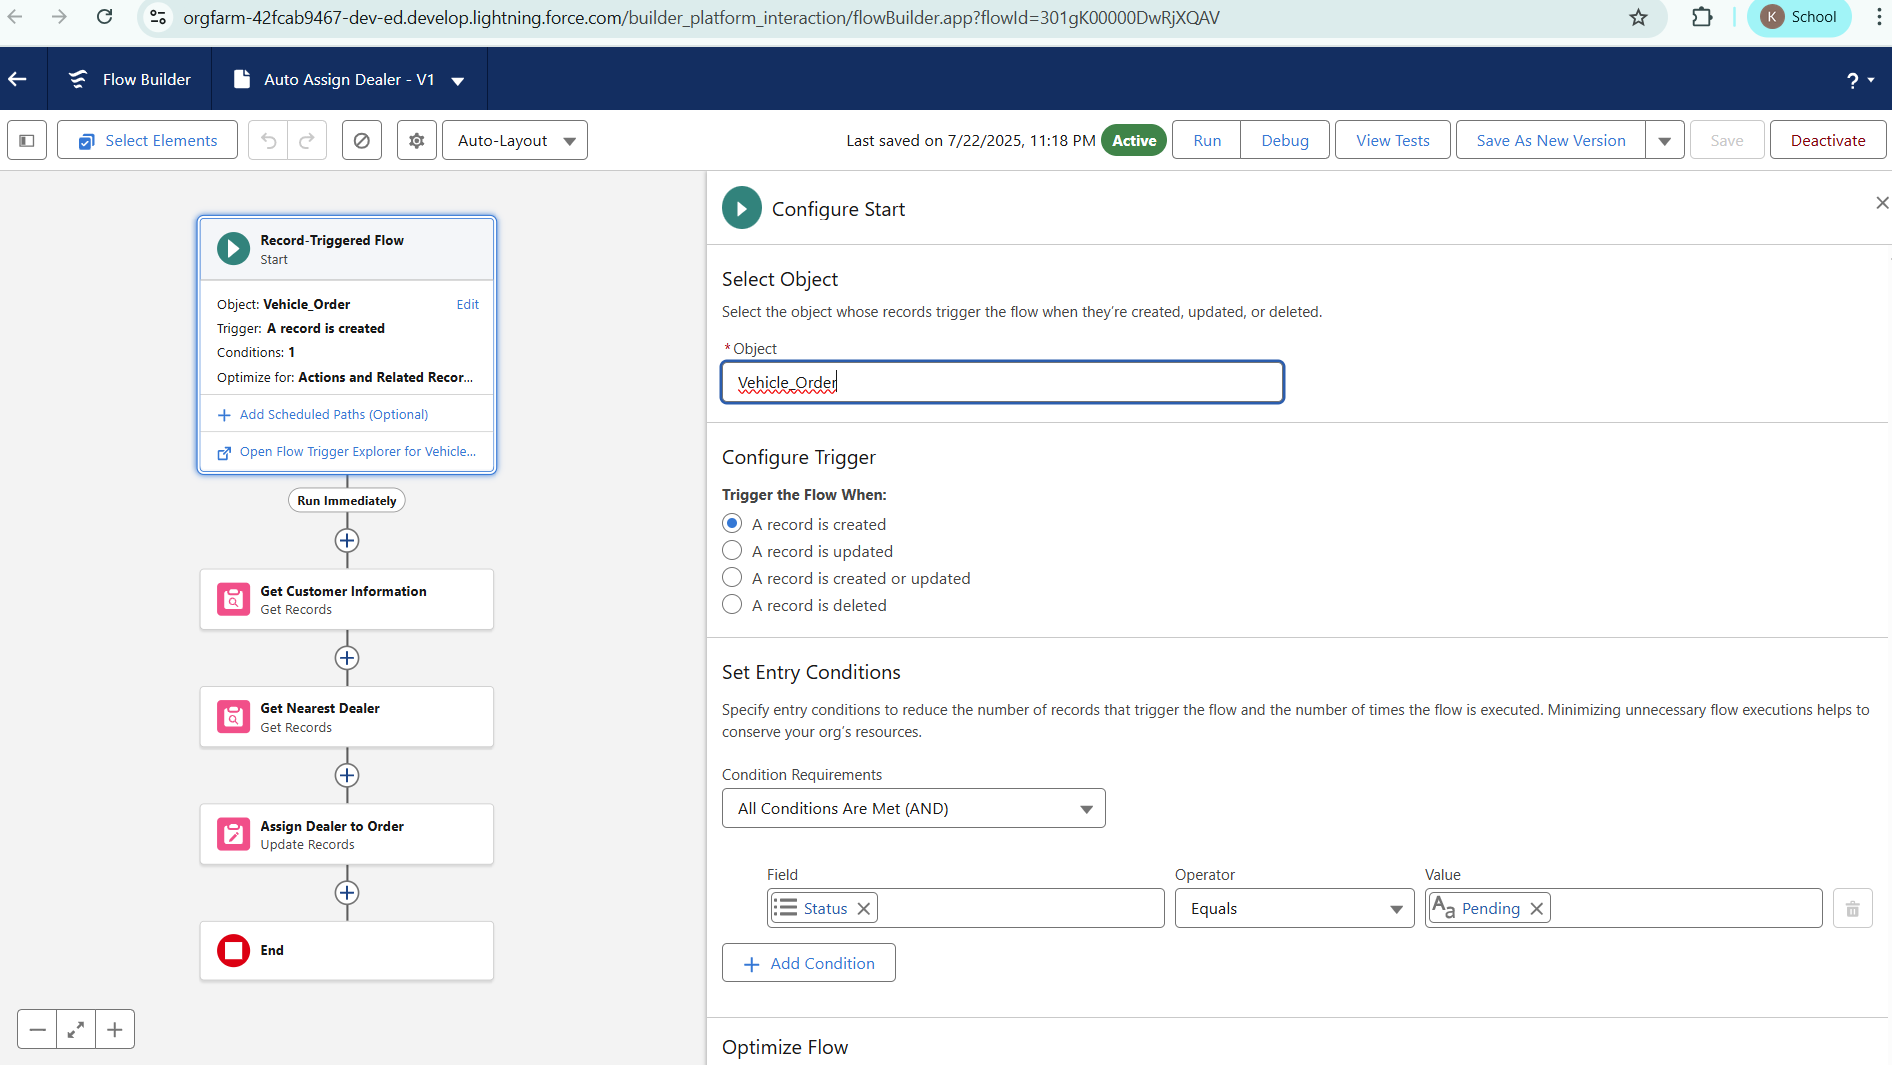 orgfarm-42fcab9467-dev-ed.develop.lightning.force.com/builder_platform_interaction/flowBuilder.app?flowId=301gK00000DwRjXQAV
K School
Flow Builder
Auto Assign Dealer - V1
?
Select Elements
Auto-Layout
Last saved on 7/22/2025, 11:18 PM
Active
Run
Debug
View Tests
Save As New Version
Save
Deactivate
Record-Triggered Flow
Start
Object: Vehicle_Order
Edit
Trigger: A record is created
Conditions: 1
Optimize for: Actions and Related Recor...
Add Scheduled Paths (Optional)
Open Flow Trigger Explorer for Vehicle...
Run Immediately
Get Customer Information
Get Records
Get Nearest Dealer
Get Records
Assign Dealer to Order
Update Records
End
Configure Start
Select Object
Select the object whose records trigger the flow when they’re created, updated, or deleted.
*Object
Vehicle_Order
Configure Trigger
Trigger the Flow When:
A record is created
A record is updated
A record is created or updated
A record is deleted
Set Entry Conditions
Specify entry conditions to reduce the number of records that trigger the flow and the number of times the flow is executed. Minimizing unnecessary flow executions helps to
conserve your org’s resources.
Condition Requirements
All Conditions Are Met (AND)
Field
Operator
Value
Status
Equals
Aa Pending
Add Condition
Optimize Flow